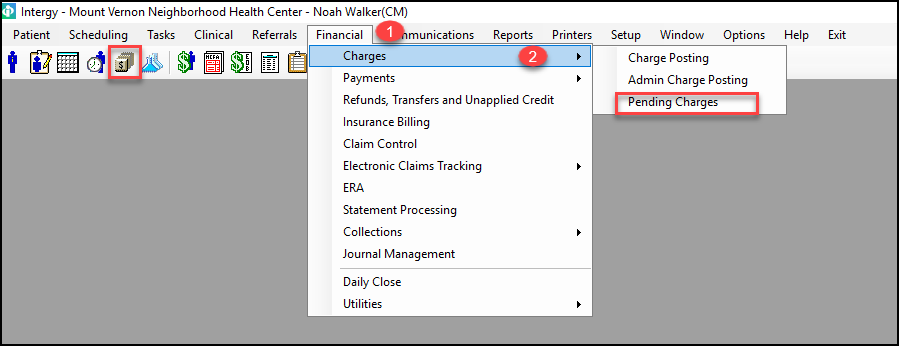 Intergy - Mount Vernon Neighborhood Health Center - Noah Walker(CM)
Patient Scheduling Tasks Clinical Referrals Financial 1 mmunications Reports Printers Setup Window Options Help Exit
Charges 2
Payments
Refunds, Transfers and Unapplied Credit
Insurance Billing
Claim Control
Electronic Claims Tracking
ERA
Statement Processing
Collections
Journal Management
Daily Close
Utilities
Charge Posting
Admin Charge Posting
Pending Charges